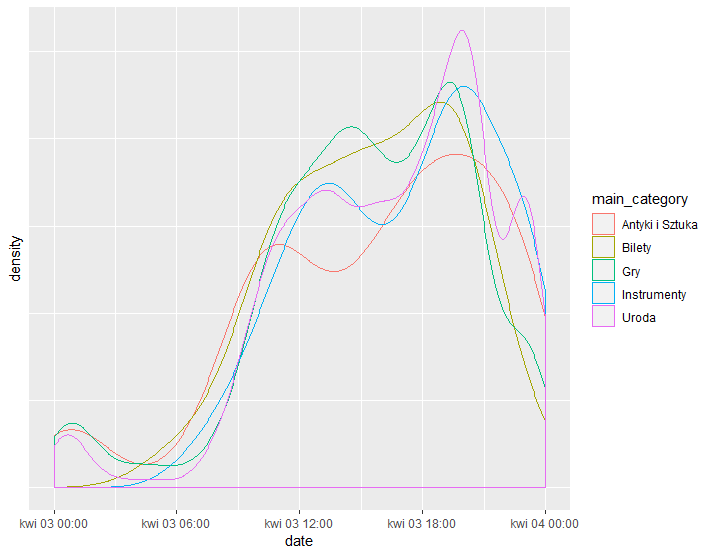 density
kwi 03 00:00
kwi 03 06:00
kwi 03 12:00
kwi 03 18:00
kwi 04 00:00
date
main_category
Antyki i Sztuka
Bilety
Gry
Instrumenty
Uroda